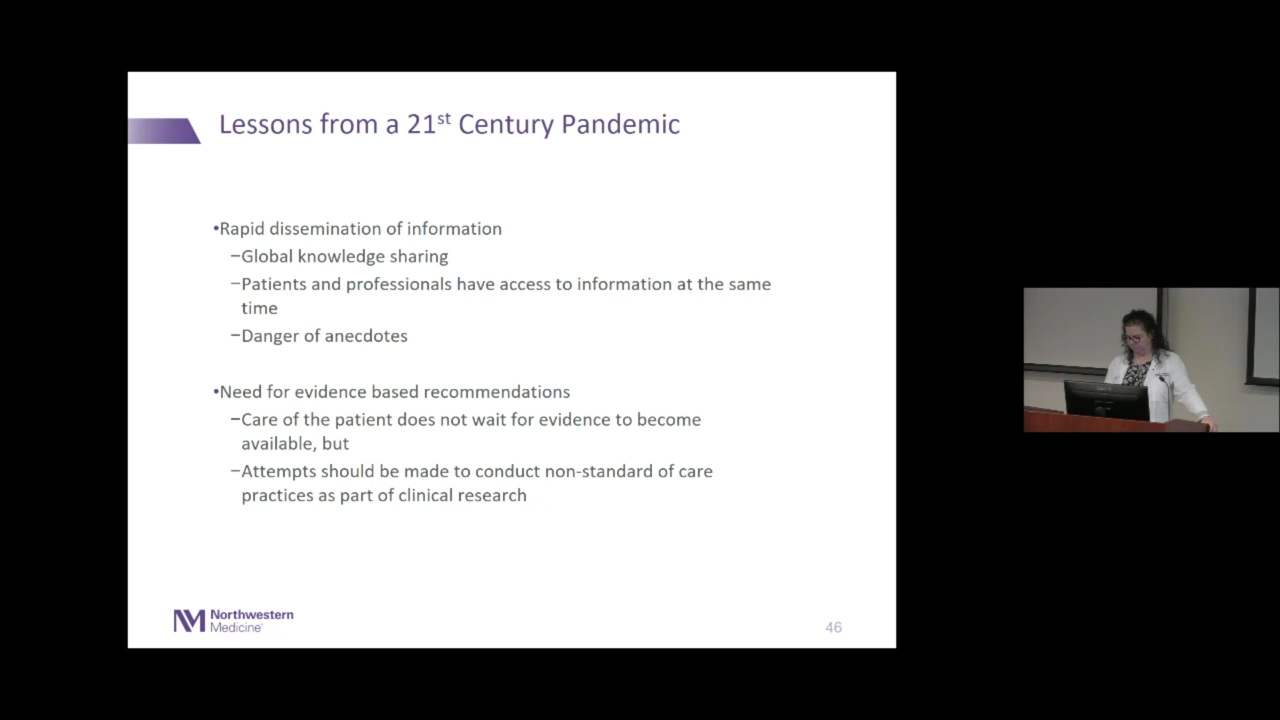 Lessons from a 21st Century Pandemic
•Rapid dissemination of information
–Global knowledge sharing
–Patients and professionals have access to information at the same
time
–Danger of anecdotes
•Need for evidence based recommendations
–Care of the patient does not wait for evidence to become
available, but
–Attempts should be made to conduct non-standard of care
practices as part of clinical research
NM Northwestern
Medicine
46